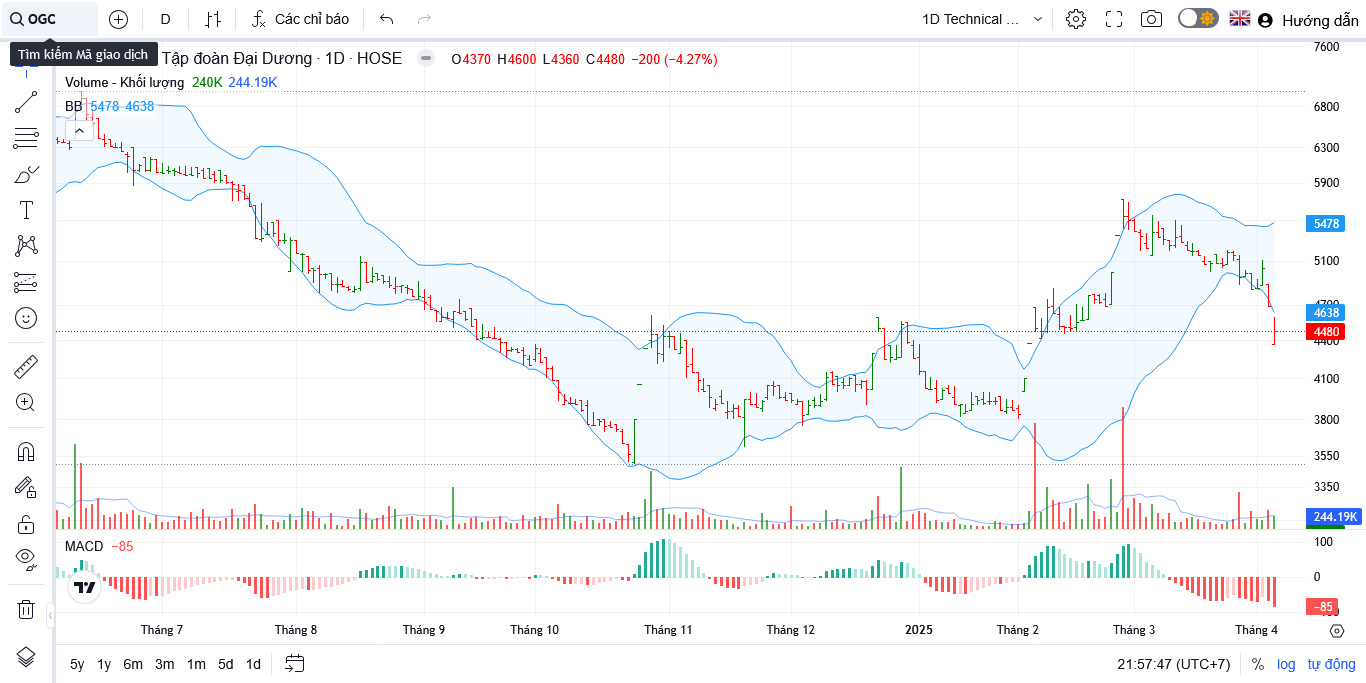 OGC
D
Các chỉ báo
1D Technical ...
Hướng dẫn
Tìm kiếm Mã giao dịch
Tập đoàn Đại Dương · 1D · HOSE
O4370 H4600 L4360 C4480 −200 (−4.27%)
Volume - Khối lượng 240K 244.19K
BB 5478 4638
7600
6800
6300
5900
5478
5100
4700
4638
4480
4400
4100
3800
3550
3350
244.19K
MACD −85
100
0
−85
Tháng 7
Tháng 8
Tháng 9
Tháng 10
Tháng 11
Tháng 12
2025
Tháng 2
Tháng 3
Tháng 4
5y 1y 6m 3m 1m 5d 1d
21:57:47 (UTC+7)
% log tự động